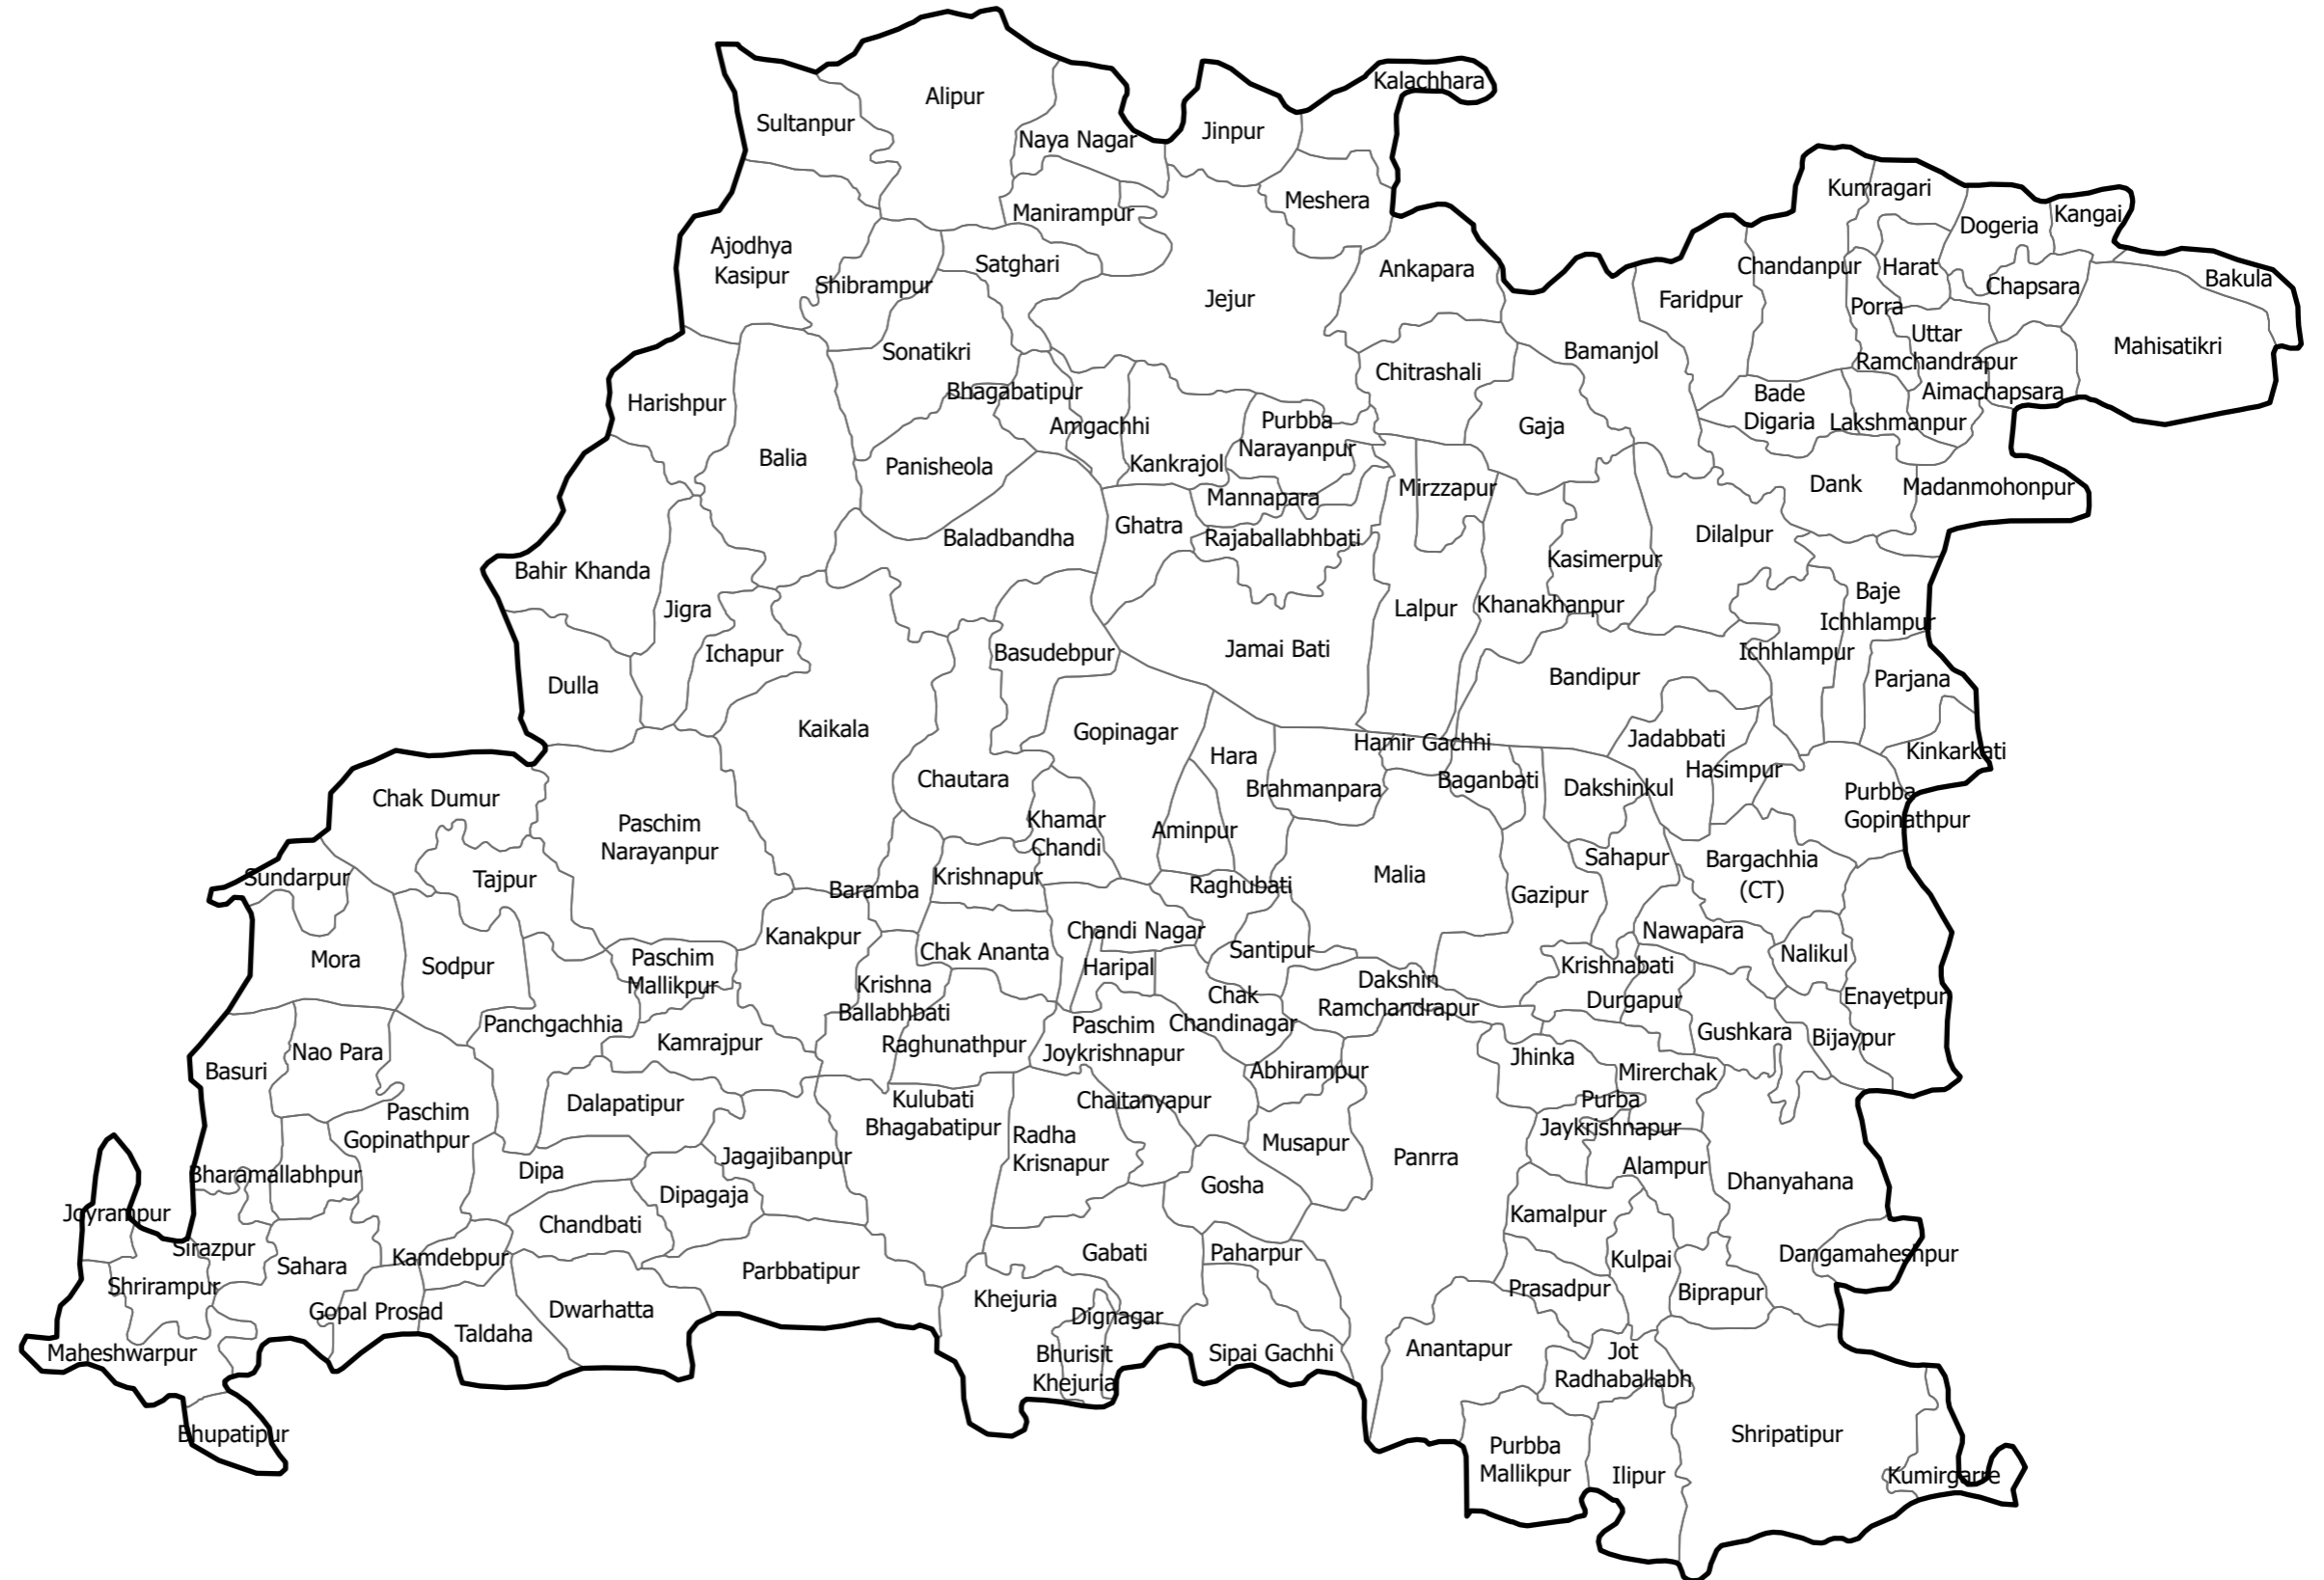 Kalachhara
Alipur
Sultanpur
Jinpur
Naya Nagar
Kumragari
Meshera
Manirampur
Kangai
Dogeria
Ajodhya
Kasipur
Satghari
Chandanpur
Harat
Ankapara
Bakula
Shibrampur
Chapsara
Jejur
Faridpur
Porra
Uttar
Ramchandrapur
Mahisatikri
Sonatikri
Bamanjol
Chitrashali
Bhagabatipur
Aimachapsara
Bade
Digaria
Harishpur
Lakshmanpur
Purbba
Narayanpur
Amgachhi
Gaja
Balia
Kankrajol
Panisheola
Dank
Madanmohonpur
Mirzzapur
Mannapara
Ghatra
Dilalpur
Baladbandha
Rajaballabhbati
Kasimerpur
Bahir Khanda
Baje
Ichhlampur
Jigra
Lalpur
Khanakhanpur
Jamai Bati
Ichapur
Basudebpur
Ichhlampur
Bandipur
Parjana
Dulla
Kaikala
Gopinagar
Jadabbati
Hamir Gachhi
Hara
Kinkarkati
Hasimpur
Chautara
Baganbati
Brahmanpara
Dakshinkul
Purbba
Gopinathpur
Chak Dumur
Khamar
Chandi
Paschim
Narayanpur
Aminpur
Sahapur
Bargachhia
(CT)
Sundarpur
Tajpur
Krishnapur
Malia
Raghubati
Baramba
Gazipur
Kanakpur
Chandi Nagar
Nawapara
Santipur
Chak Ananta
Nalikul
Mora
Sodpur
Paschim
Mallikpur
Haripal
Krishnabati
Dakshin
Ramchandrapur
Krishna
Ballabhbati
Chak
Chandinagar
Enayetpur
Durgapur
Panchgachhia
Paschim
Joykrishnapur
Gushkara
Bijaypur
Kamrajpur
Raghunathpur
Nao Para
Jhinka
Basuri
Abhirampur
Mirerchak
Dalapatipur
Kulubati
Bhagabatipur
Chaitanyapur
Purba
Jaykrishnapur
Paschim
Gopinathpur
Radha
Krisnapur
Musapur
Jagajibanpur
Panrra
Alampur
Dipa
Bharamallabhpur
Dhanyahana
Gosha
Dipagaja
Joyrampur
Kamalpur
Chandbati
Sirazpur
Gabati
Paharpur
Dangamaheshpur
Kamdebpur
Kulpai
Sahara
Parbbatipur
Shrirampur
Prasadpur
Biprapur
Khejuria
Gopal Prosad
Dwarhatta
Dignagar
Taldaha
Anantapur
Maheshwarpur
Bhurisit
Khejuria
Sipai Gachhi
Jot
Radhaballabh
Bhupatipur
Shripatipur
Purbba
Mallikpur
Ilipur
Kumirgarre